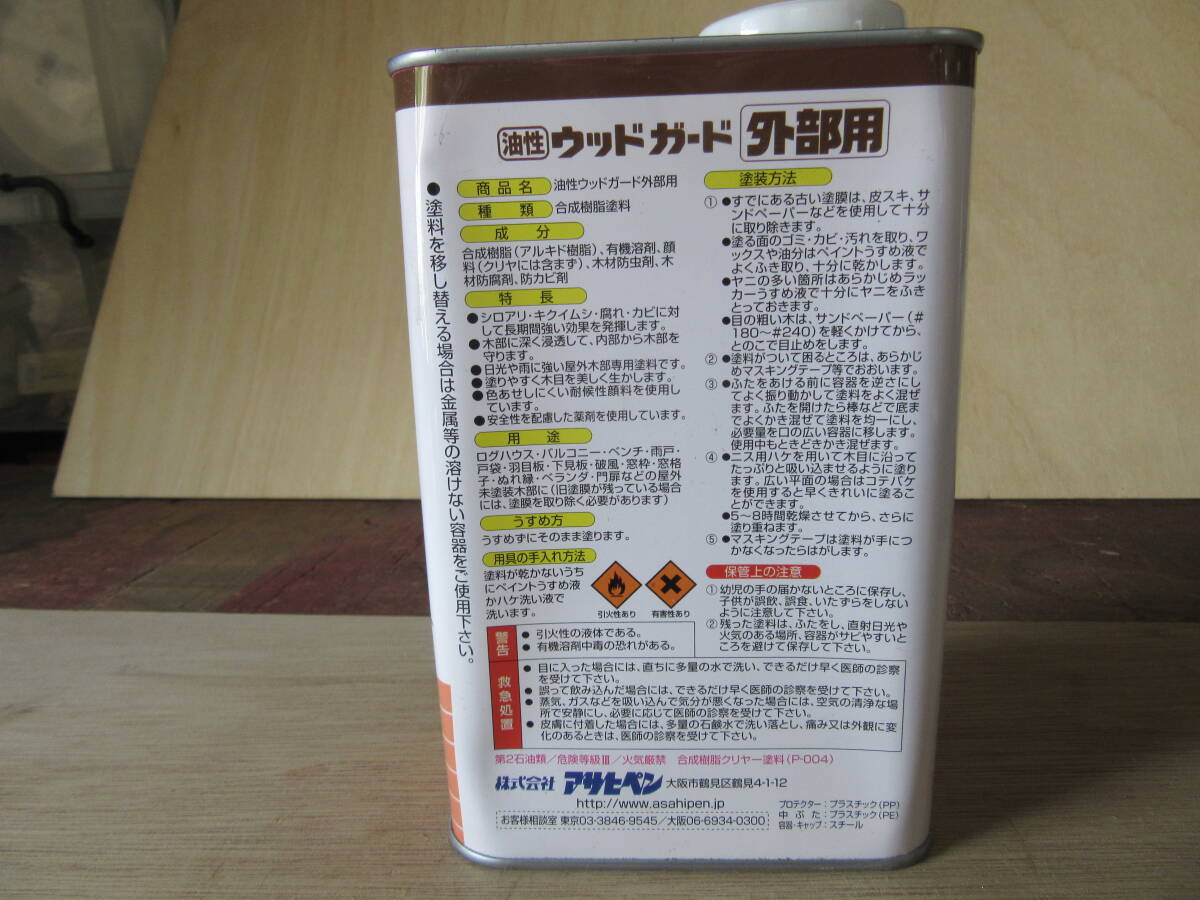 油性 ウッドガード 外部用
●塗料を移し替える場合は金属等の溶けない容器をご使用下さい。
商品名 油性ウッドガード外部用
種類 合成樹脂塗料
成分
合成樹脂(アルキド樹脂)、有機溶剤、顔
料(クリヤには含まず)、木材防虫剤、木
材防腐剤、防カビ剤
特長
●シロアリ・キクイムシ・腐れ・カビに対
して長期間強い効果を発揮します。
●木部に深く浸透して、内部から木部を
守ります。
●日光や雨に強い屋外木部専用塗料です。
●塗りやすく木目を美しく生かします。
●色あせしにくい耐候性顔料を使用し
ています。
●安全性を配慮した薬剤を使用しています。
用途
ログハウス・バルコニー・ベンチ・雨戸・
戸袋・羽目板・下見板・破風・窓枠・窓格
子・ぬれ縁・ベランダ・門扉などの屋外
未塗装木部に(旧塗膜が残っている場合
には、塗膜を取り除く必要があります)
うすめ方
うすめずにそのまま塗ります。
用具の手入れ方法
塗料が乾かないうち
にペイントうすめ液
かハケ洗い液で
洗います。
引火性あり
有害性あり
塗装方法
①●すでにある古い塗膜は、皮スキ、サ
ンドペーパーなどを使用して十分
に取り除きます。
●塗る面のゴミ・カビ・汚れを取り、ワ
ックスや油分はペイントうすめ液で
よくふき取り、十分に乾かします。
●ヤニの多い箇所はあらかじめラッ
カーうすめ液で十分にヤニをふき
とっておきます。
●目の粗い木は、サンドペーパー(#
180~#240)を軽くかけてから、
とのこで目止めをします。
②●塗料がついて困るところは、あらかじ
めマスキングテープ等でおおいます。
③●ふたをあける前に容器を逆さにし
てよく振り動かして塗料をよく混ぜ
ます。ふたを開けたら棒などで底ま
でよくかき混ぜて塗料を均一にし、
必要量を口の広い容器に移します。
使用中もときどきかき混ぜます。
④●ニス用ハケを用いて木目に沿って
たっぷりと吸い込ませるように塗り
ます。広い平面の場合はコテバケ
を使用すると早くきれいに塗るこ
とができます。
●5~8時間乾燥させてから、さらに
塗り重ねます。
⑤●マスキングテープは塗料が手につ
かなくなったらはがします。
保管上の注意
①幼児の手の届かないところに保存し、
子供が誤飲、誤食、いたずらをしない
ように注意して下さい。
②残った塗料は、ふたをし、直射日光や
火気のある場所、容器がサビやすいと
ころを避けて保存して下さい。
警告
●引火性の液体である。
●有機溶剤中毒の恐れがある。
救急処置
●目に入った場合には、直ちに多量の水で洗い、できるだけ早く医師の診察
を受けて下さい。
●誤って飲み込んだ場合には、できるだけ早く医師の診察を受けて下さい。
●蒸気、ガスなどを吸い込んで気分が悪くなった場合には、空気の清浄な場
所で安静にし、必要に応じて医師の診察を受けて下さい。
●皮膚に付着した場合には、多量の石鹸水で洗い落とし、痛み又は外観に変
化のあるときは、医師の診察を受けて下さい。
第2石油類/危険等級Ⅲ/火気厳禁 合成樹脂クリヤー塗料(P-004)
株式会社 アサヒペン 大阪市鶴見区鶴見4-1-12
http://www.asahipen.jp
お客様相談室 東京03-3846-9545/大阪06-6934-0300
プロテクター:プラスチック(PP)
中ぶた:プラスチック(PE)
容器・キャップ:スチール